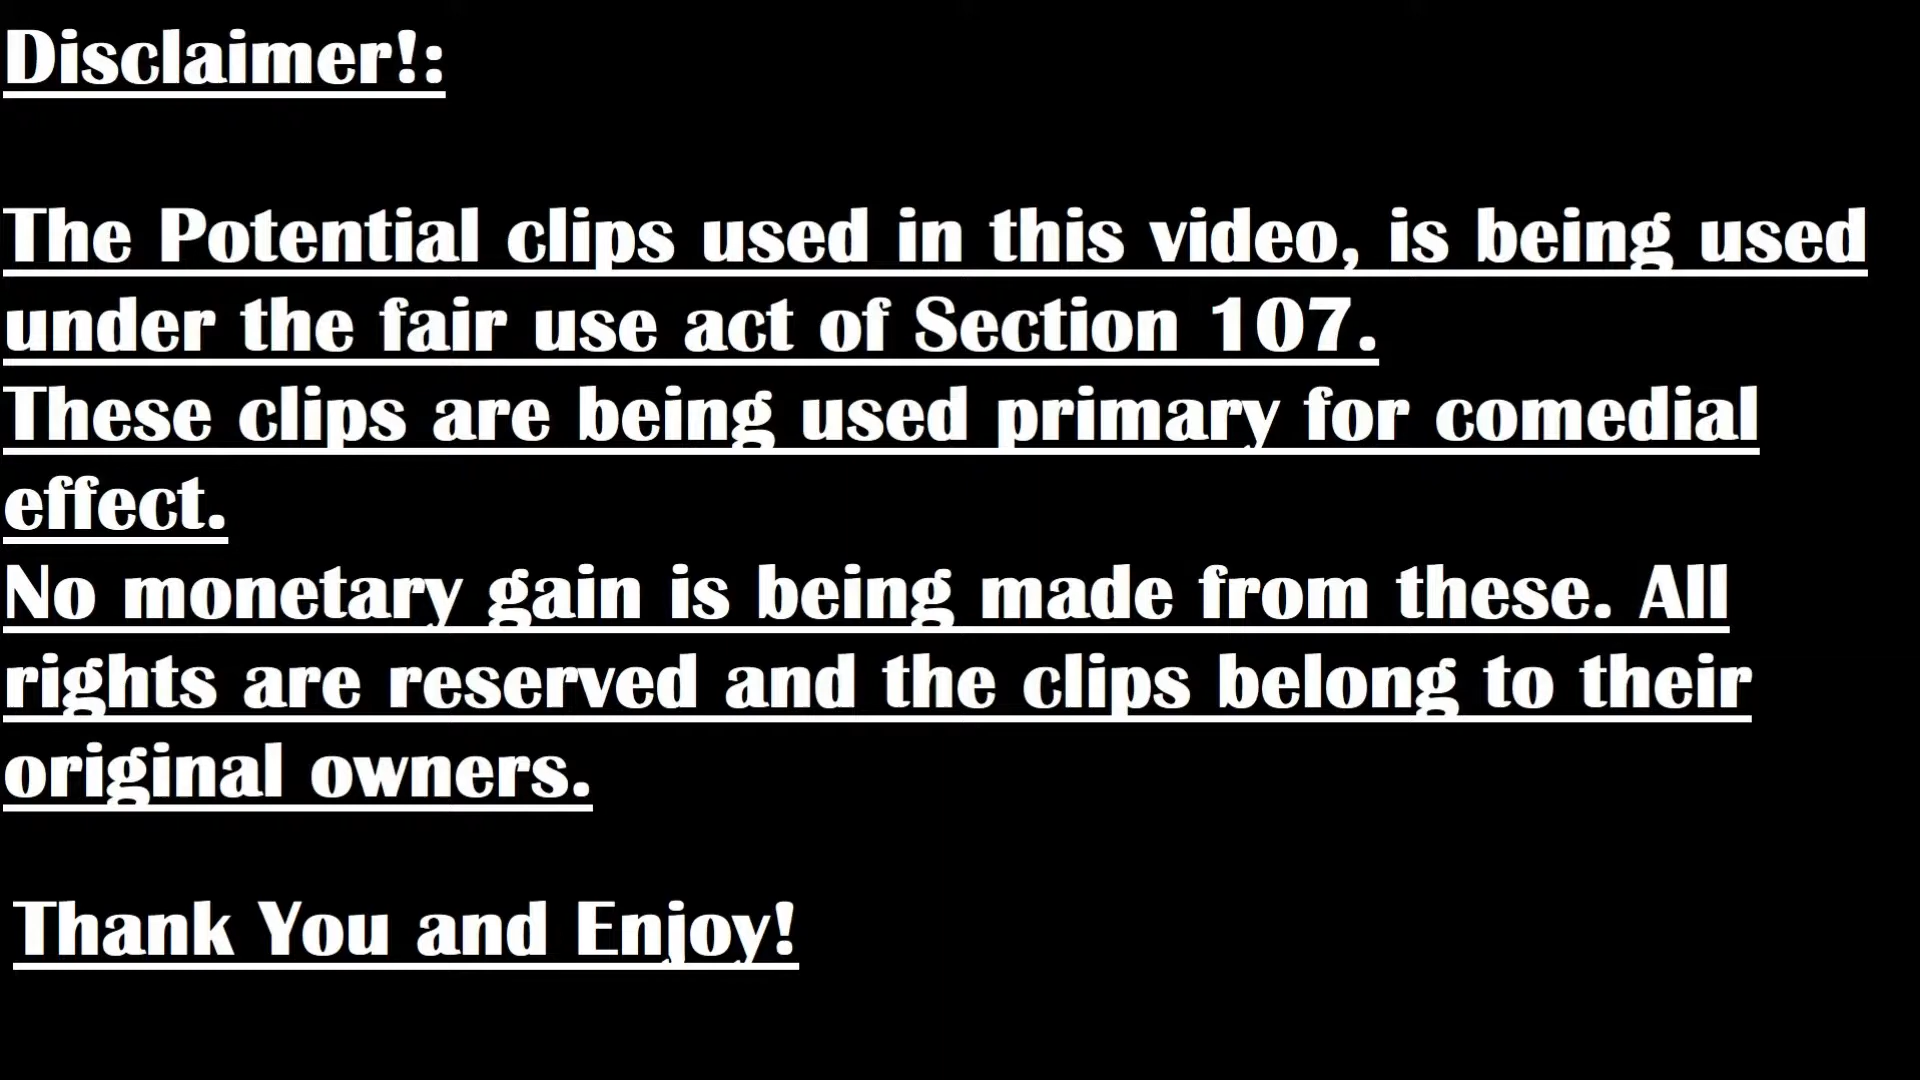 Disclaimer!:
The Potential clips used in this video, is being used
under the fair use act of Section 107.
These clips are being used primary for comedial
effect.
No monetary gain is being made from these. All
rights are reserved and the clips belong to their
original owners.
Thank You and Enjoy!